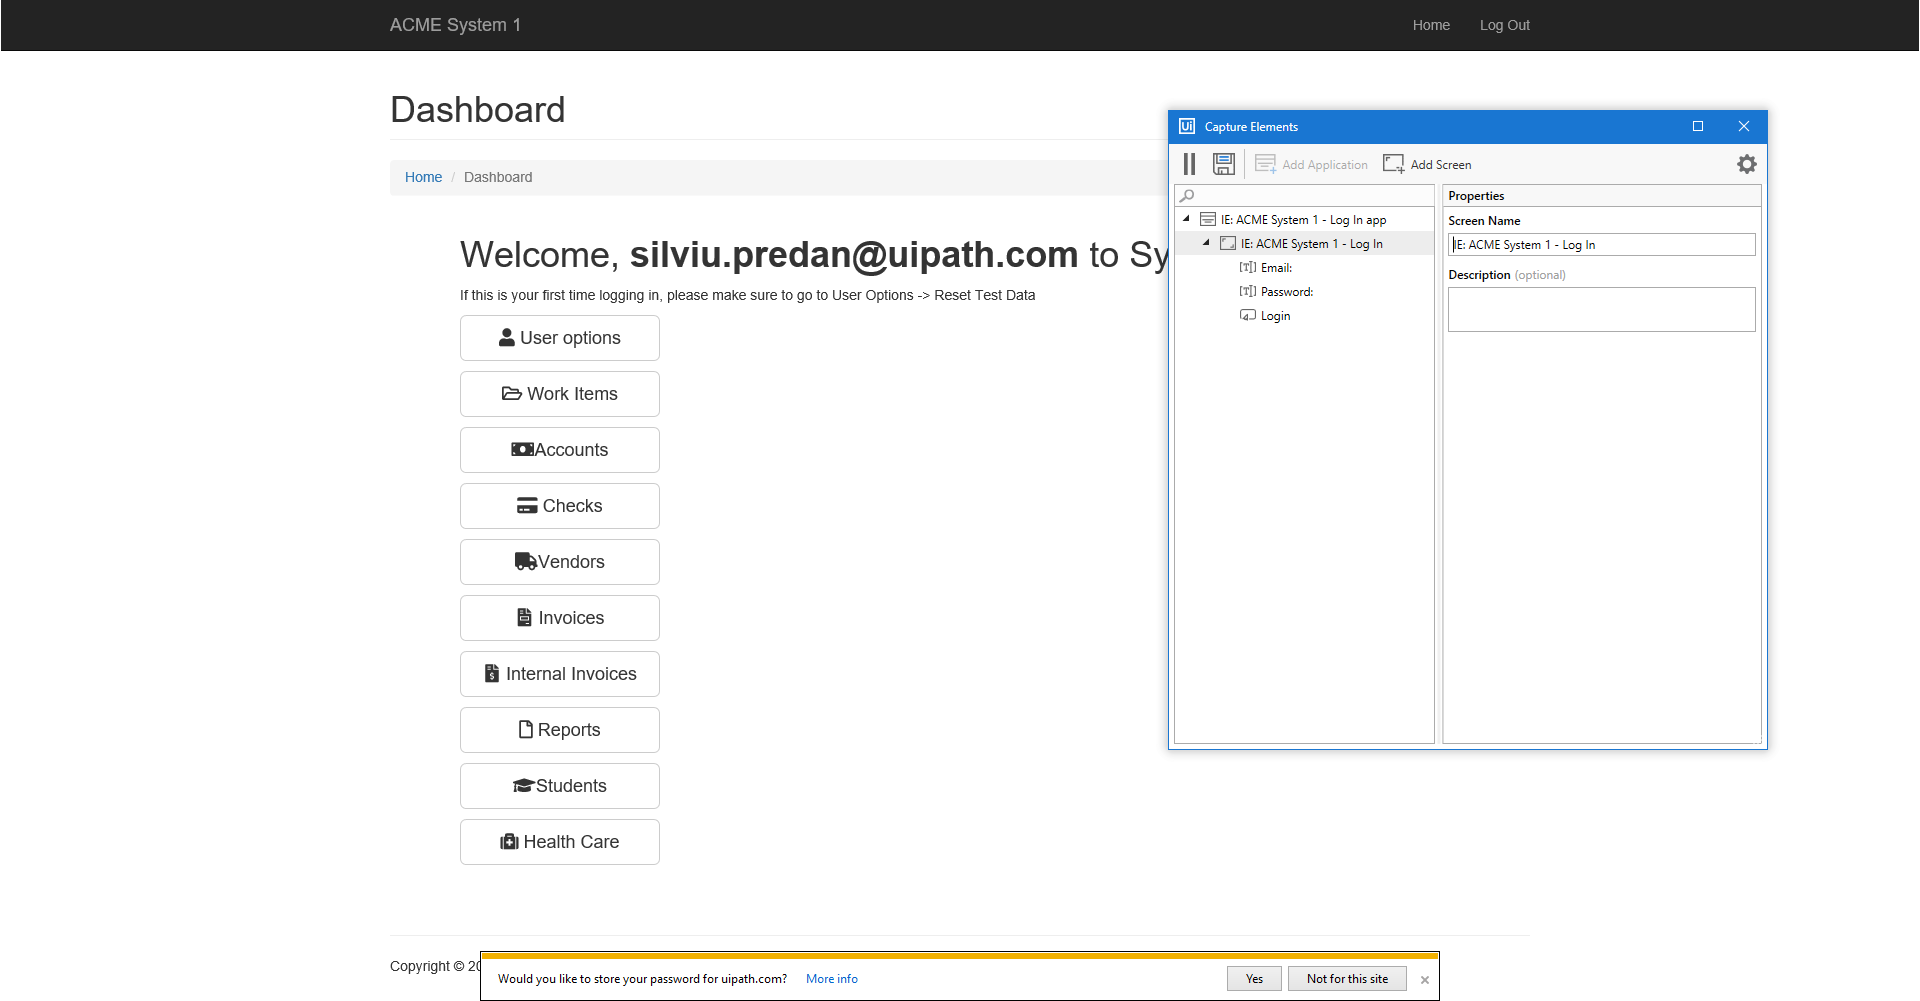 ACME System 1
Home
Log Out
Dashboard
Home / Dashboard
Welcome, silviu.predan@uipath.com to Sy
If this is your first time logging in, please make sure to go to User Options -> Reset Test Data
User options
Work Items
Accounts
Checks
Vendors
Invoices
Internal Invoices
Reports
Students
Health Care
Copyright © 20
Ui Capture Elements
Add Application
Add Screen
IE: ACME System 1 - Log In app
IE: ACME System 1 - Log In
Email:
Password:
Login
Properties
Screen Name
IE: ACME System 1 - Log In
Description (optional)
Would you like to store your password for uipath.com? More info
Yes
Not for this site